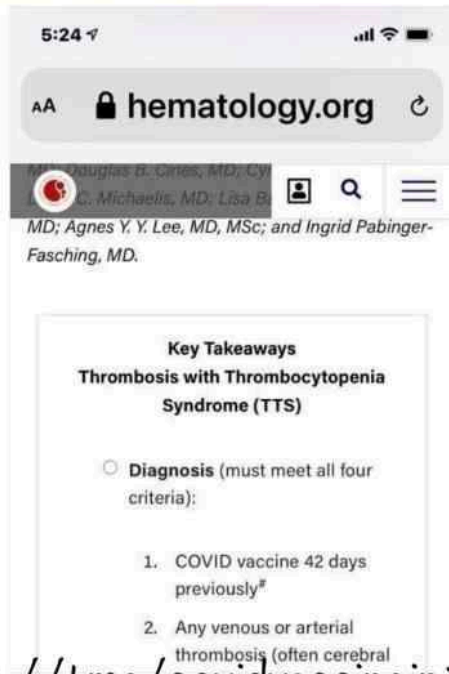 5:24
AA hematology.org
MD; Douglas B. Cines, MD;
C. Michaelis, MD; Lisa
MD; Agnes Y. Y. Lee, MD, MSc; and Ingrid Pabinger-
Fasching, MD.
Key Takeaways
Thrombosis with Thrombocytopenia
Syndrome (TTS)
Diagnosis (must meet all four
criteria):
1. COVID vaccine 42 days
previously#
2. Any venous or arterial
thrombosis (often cerebral